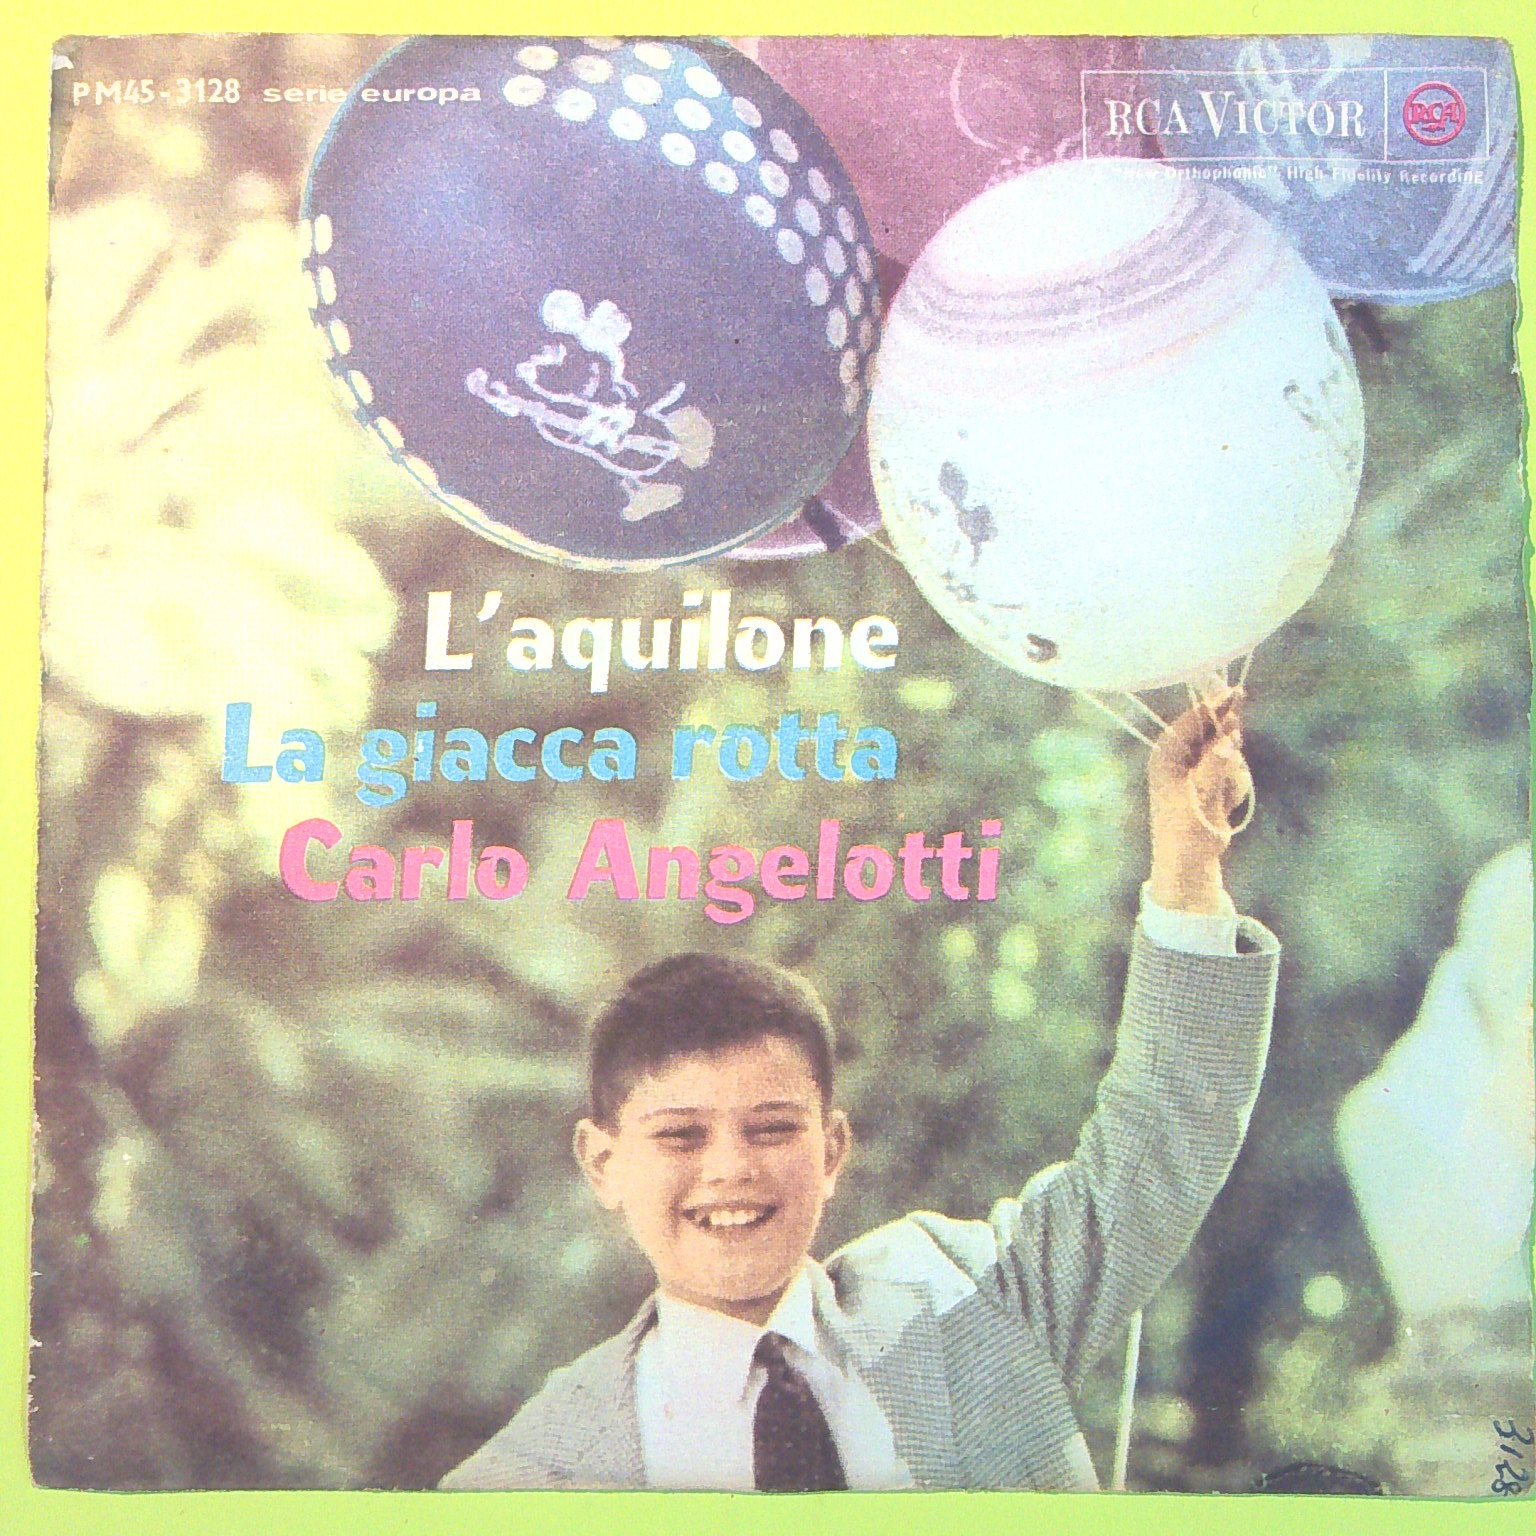 PM45-3128 serie europa
RCA VICTOR RCA
"New Orthophonic" High Fidelity Recording
L'aquilone
La giacca rotta
Carlo Angelotti
3128